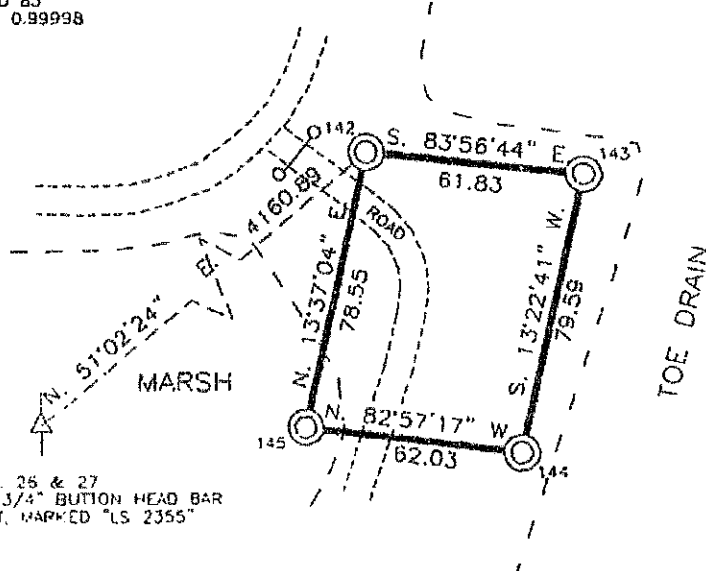 0.99998
142
S. 83'56'44" E
61.83
143
4160.89
ROAD
N. 13'37'04" E
78.55
S. 13'22'41" W.
79.59
TOE DRAIN
N. 51'02'24" E
MARSH
N. 82'57'17" W
62.03
145
144
. 26 & 27
3/4" BUTTON HEAD BAR
T. MARKED "LS 2355"